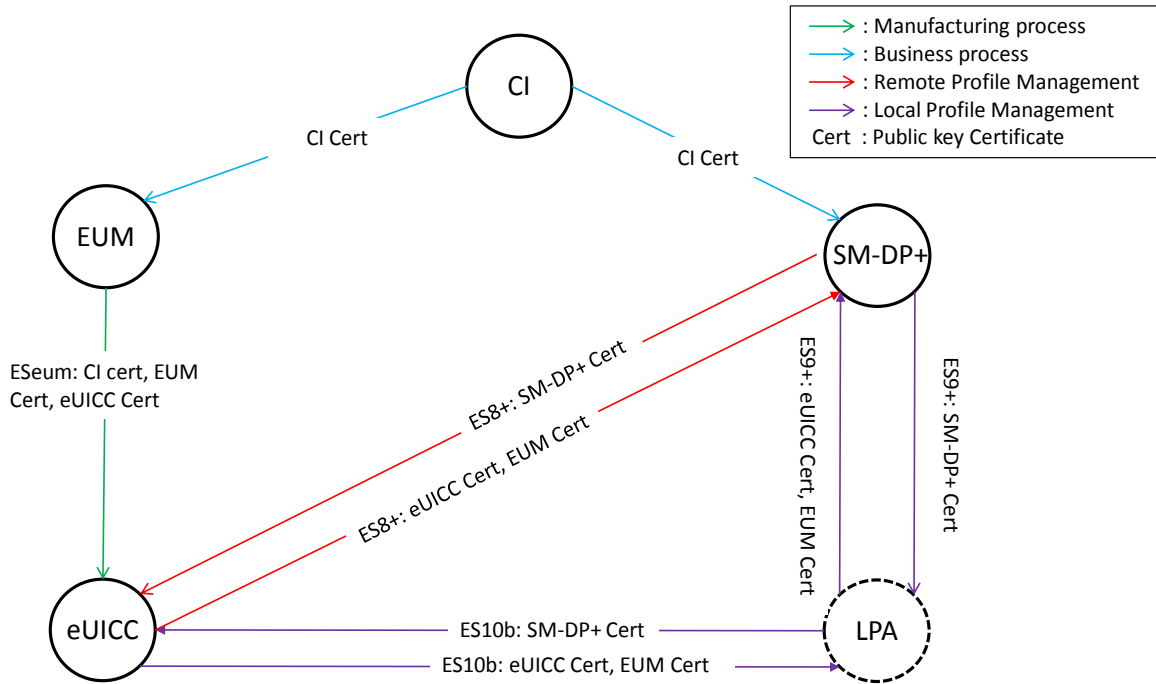 CI
: Manufacturing process
: Business process
: Remote Profile Management
: Local Profile Management
Cert : Public key Certificate
CI Cert
CI Cert
EUM
SM-DP+
ESeum: CI cert, EUM
Cert, eUICC Cert
ES8+: SM-DP+ Cert
ES8+: eUICC Cert, EUM Cert
ES9+: eUICC Cert, EUM Cert
ES9+: SM-DP+ Cert
eUICC
ES10b: SM-DP+ Cert
LPA
ES10b: eUICC Cert, EUM Cert